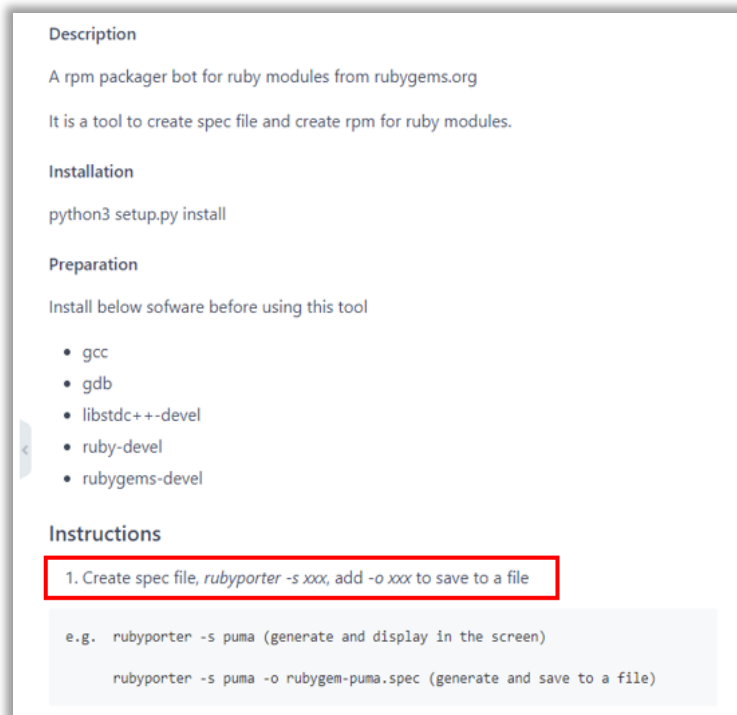 Description
A rpm packager bot for ruby modules from rubygems.org
It is a tool to create spec file and create rpm for ruby modules.
Installation
python3 setup.py install
Preparation
Install below sofware before using this tool
• gcc
• gdb
• libstdc++-devel
• ruby-devel
• rubygems-devel
Instructions
1. Create spec file, rubyporter -s xxx, add -o xxx to save to a file
e.g. rubyporter -s puma (generate and display in the screen)
rubyporter -s puma -o rubygem-puma.spec (generate and save to a file)